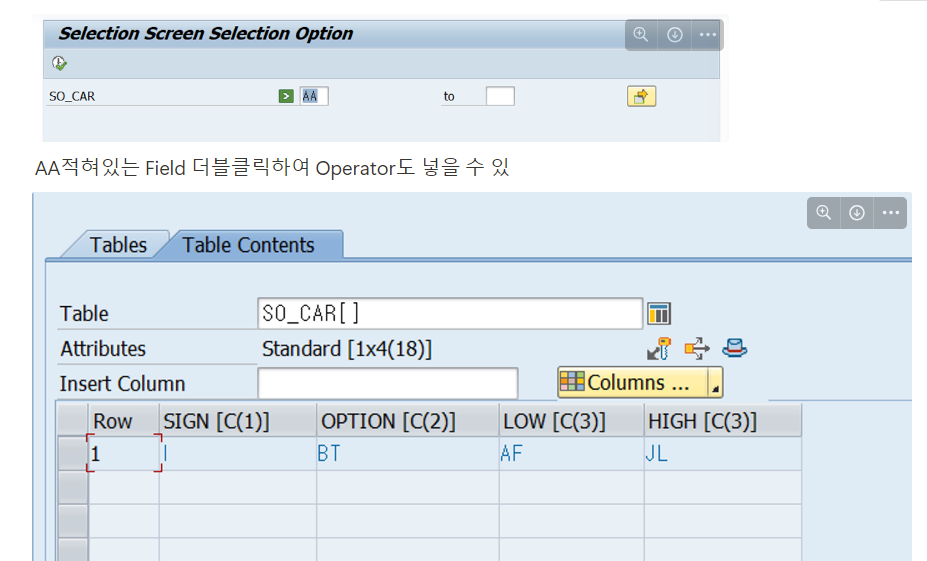 Selection Screen Selection Option
SO_CAR > AA to
AA적혀있는 Field 더블클릭하여 Operator도 넣을 수 있
Tables Table Contents
Table SO_CAR[]
Attributes Standard [1x4(18)]
Insert Column Columns ...
Row SIGN [C(1)] OPTION [C(2)] LOW [C(3)] HIGH [C(3)]
1 I BT AF JL